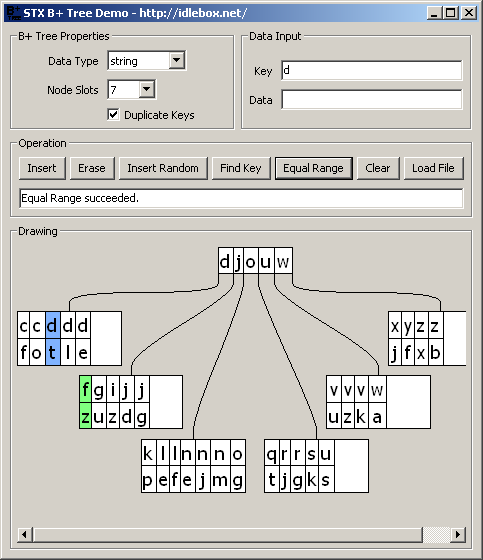 STX B+ Tree Demo - http://idlebox.net/
B+ Tree Properties
Data Type string
Node Slots 7
Duplicate Keys
Data Input
Key d
Data
Operation
Insert Erase Insert Random Find Key Equal Range Clear Load File
Equal Range succeeded.
Drawing
d j o u w
c c d d d
f o t l e
x y z z
j f x b
f g i j j
z u z d g
v v v w
u z k a
k l l n n n o
p e f e j m g
q r r s u
t j g k s